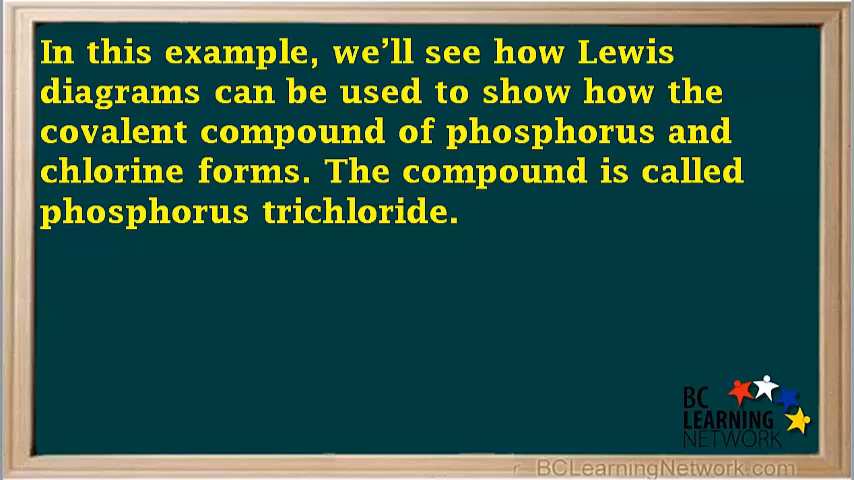 In this example, we’ll see how Lewis
diagrams can be used to show how the
covalent compound of phosphorus and
chlorine forms. The compound is called
phosphorus trichloride.
BC
LEARNING
NETWORK
BCLearningNetwork.com